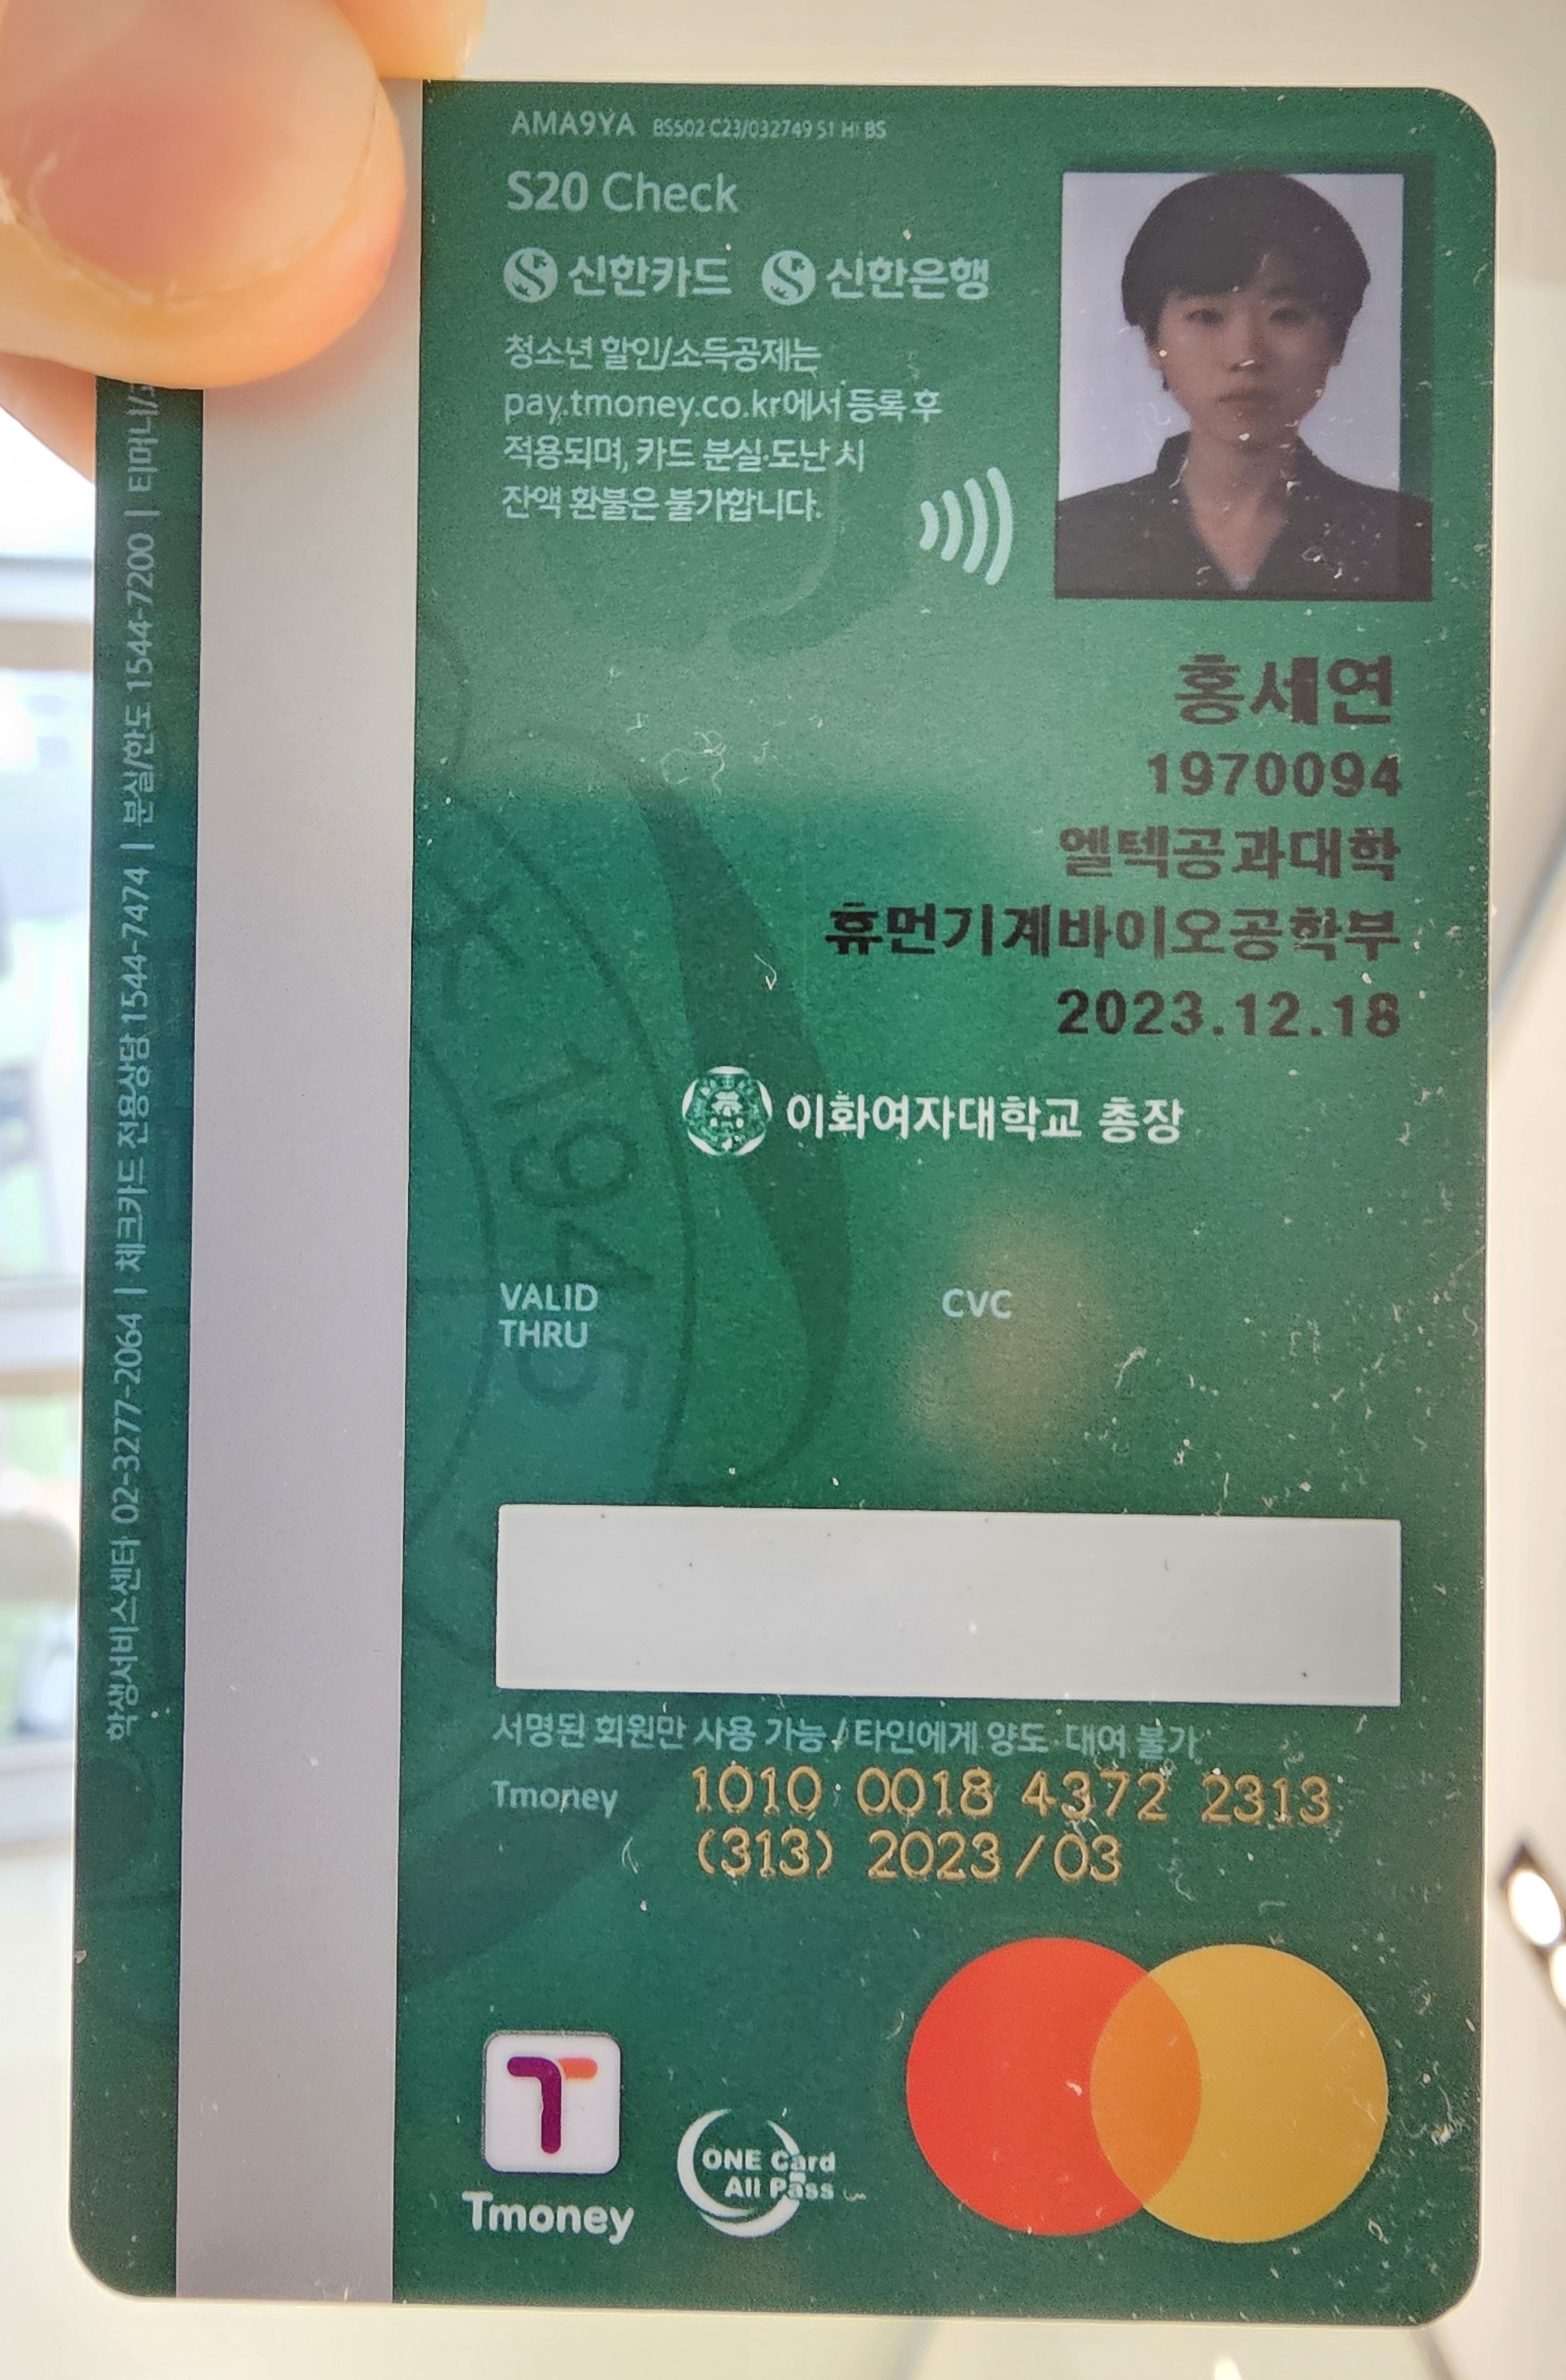 AMA9YA BS502 C23/032749 S1 Hi BS
S20 Check
신한카드 신한은행
청소년 할인/소득공제는
pay.tmoney.co.kr에서 등록 후
적용되며, 카드 분실·도난 시
잔액 환불은 불가합니다.
홍세연
1970094
엘텍공과대학
휴먼기계바이오공학부
2023.12.18
이화여자대학교 총장
1945
VALID
THRU
CVC
서명된 회원만 사용 가능 / 타인에게 양도·대여 불가
Tmoney 1010 0018 4372 2313
(313) 2023/03
Tmoney
ONE Card
All Pass
학생서비스센터 02-3277-2064 | 체크카드 전용상담 1544-7474 | 분실/한도 1544-7200 | 티머니/